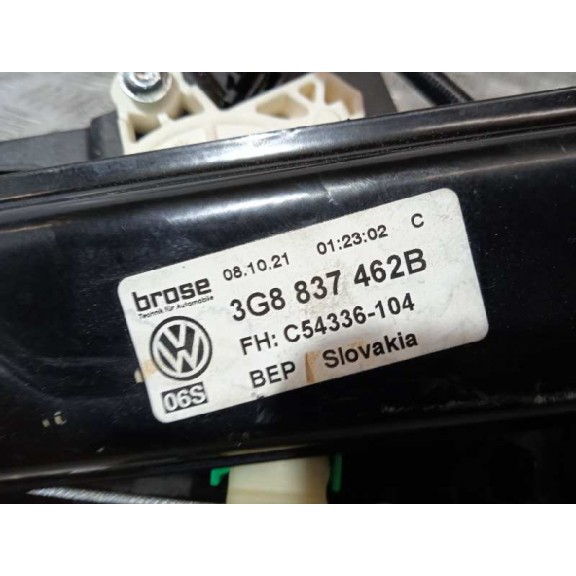 brose 08.10.21 01:23:02 C
Technik für Automobile
3G8 837 462B
FH: C54336-104
06S BEP Slovakia